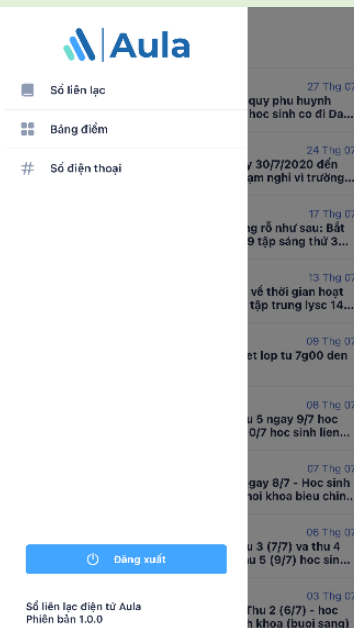 Aula
Sổ liên lạc
Bảng điểm
Số điện thoại
27 Thg 07
quy phu huynh
hoc sinh co di Da...
24 Thg 07
30/7/2020 đến
ạm nghi vì trường...
17 Thg 07
ng rõ như sau: Bắt
9 tập sáng thứ 3...
13 Thg 07
về thời gian hoạt
tập trung lysc 14...
09 Thg 07
et lop tu 7g00 den
08 Thg 07
u 5 ngay 9/7 hoc
0/7 hoc sinh lien...
07 Thg 07
gay 8/7 - Hoc sinh
hoi khoa bieu chin...
06 Thg 07
u 3 (7/7) va thu 4
u 5 (9/7) hoc sin...
03 Thg 07
Thu 2 (6/7) - hoc
h khoa (buoi sang)
Đăng xuất
Sổ liên lạc điện tử Aula
Phiên bản 1.0.0